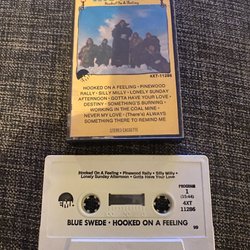 Hooked On A Feeling
4XT-11286
HOOKED ON A FEELING • PINEWOOD
RALLY • SILLY MILLY • LONELY SUNDAY
AFTERNOON • GOTTA HAVE YOUR LOVE •
DESTINY • SOMETHING'S BURNING •
WORKING IN THE COAL MINE •
NEVER MY LOVE • (There's) ALWAYS
SOMETHING THERE TO REMIND ME
STEREO CASSETTE
Hooked On A Feeling • Pinewood Rally • Silly Milly •
Lonely Sunday Afternoon • Gotta Have Your Love
EMI
PROGRAM
1
(15:44)
4XT
11286
BLUE SWEDE • HOOKED ON A FEELING